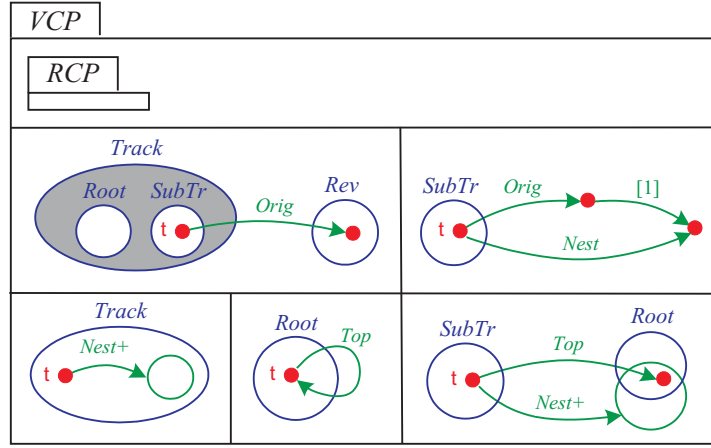 VCP
RCP
Track
Root SubTr
t
Orig
Rev
SubTr
t
Orig
[1]
Nest
Track
t
Nest+
Root
t
Top
SubTr
t
Top
Nest+
Root